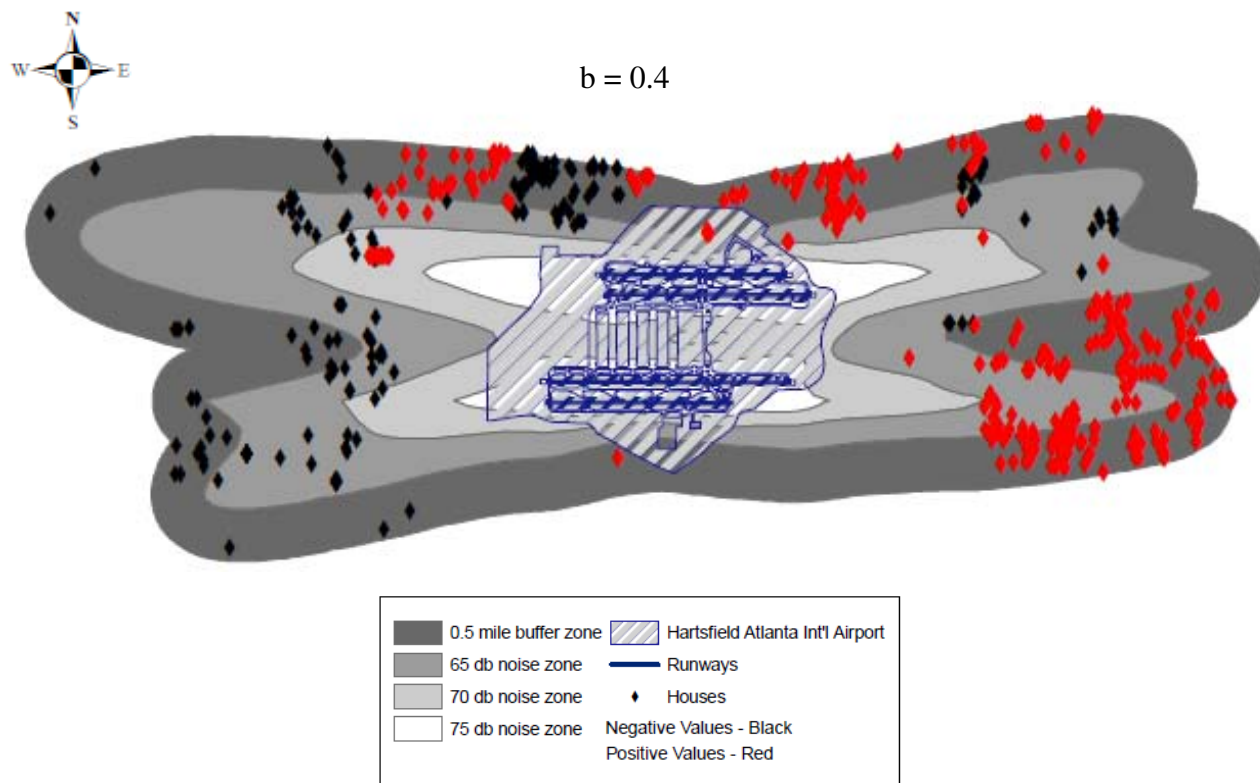 N
W E
S
b = 0.4
0.5 mile buffer zone Hartsfield Atlanta Int'l Airport
65 db noise zone Runways
70 db noise zone Houses
75 db noise zone Negative Values - Black
Positive Values - Red